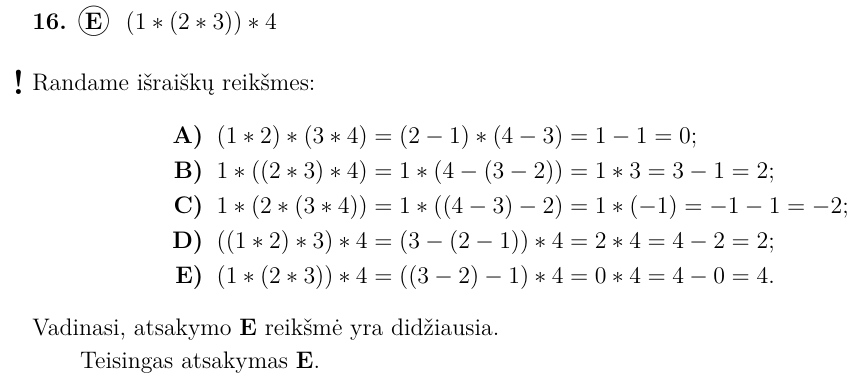 16. E (1 ∗ (2 ∗ 3)) ∗ 4
! Randame išraiškų reikšmes:
A) (1 ∗ 2) ∗ (3 ∗ 4) = (2 − 1) ∗ (4 − 3) = 1 − 1 = 0;
B) 1 ∗ ((2 ∗ 3) ∗ 4) = 1 ∗ (4 − (3 − 2)) = 1 ∗ 3 = 3 − 1 = 2;
C) 1 ∗ (2 ∗ (3 ∗ 4)) = 1 ∗ ((4 − 3) − 2) = 1 ∗ (−1) = −1 − 1 = −2;
D) ((1 ∗ 2) ∗ 3) ∗ 4 = (3 − (2 − 1)) ∗ 4 = 2 ∗ 4 = 4 − 2 = 2;
E) (1 ∗ (2 ∗ 3)) ∗ 4 = ((3 − 2) − 1) ∗ 4 = 0 ∗ 4 = 4 − 0 = 4.
Vadinasi, atsakymo E reikšmė yra didžiausia.
Teisingas atsakymas E.